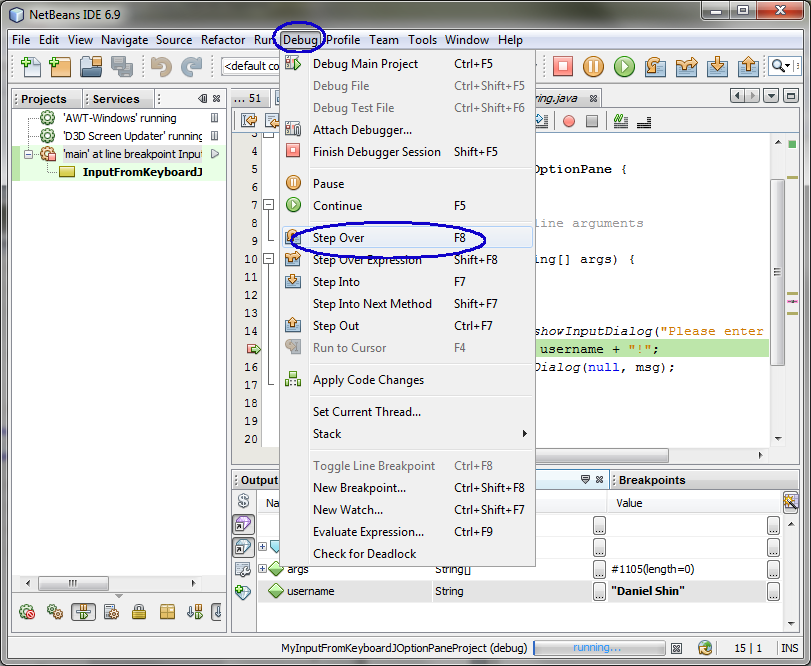 NetBeans IDE 6.9
File Edit View Navigate Source Refactor Run Debug Profile Team Tools Window Help
<default co
Projects Services
'AWT-Windows' running
'D3D Screen Updater' running
'main' at line breakpoint Input
InputFromKeyboardJ
Debug Main Project Ctrl+F5
Debug File Ctrl+Shift+F5
Debug Test File Ctrl+Shift+F6
Attach Debugger...
Finish Debugger Session Shift+F5
Pause
Continue F5
Step Over F8
Step Over Expression Shift+F8
Step Into F7
Step Into Next Method Shift+F7
Step Out Ctrl+F7
Run to Cursor F4
Apply Code Changes
Set Current Thread...
Stack
Toggle Line Breakpoint Ctrl+F8
New Breakpoint... Ctrl+Shift+F8
New Watch... Ctrl+Shift+F7
Evaluate Expression... Ctrl+F9
Check for Deadlock
... 51 ring.java
4
5 OptionPane {
6
7
8 line arguments
9
10 ing[] args) {
11
12
13
14 showInputDialog("Please enter
username + "!";
16 Dialog(null, msg);
17
18
19
20
Output Breakpoints
Na Value
args String[] #1105(length=0)
username String "Daniel Shin"
MyInputFromKeyboardJOptionPaneProject (debug) running... 15 | 1 INS